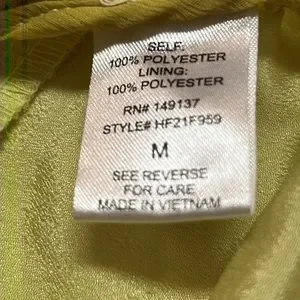 SELF:
100% POLYESTER
LINING:
100% POLYESTER
RN# 149137
STYLE# HF21F959
M
SEE REVERSE
FOR CARE
MADE IN VIETNAM